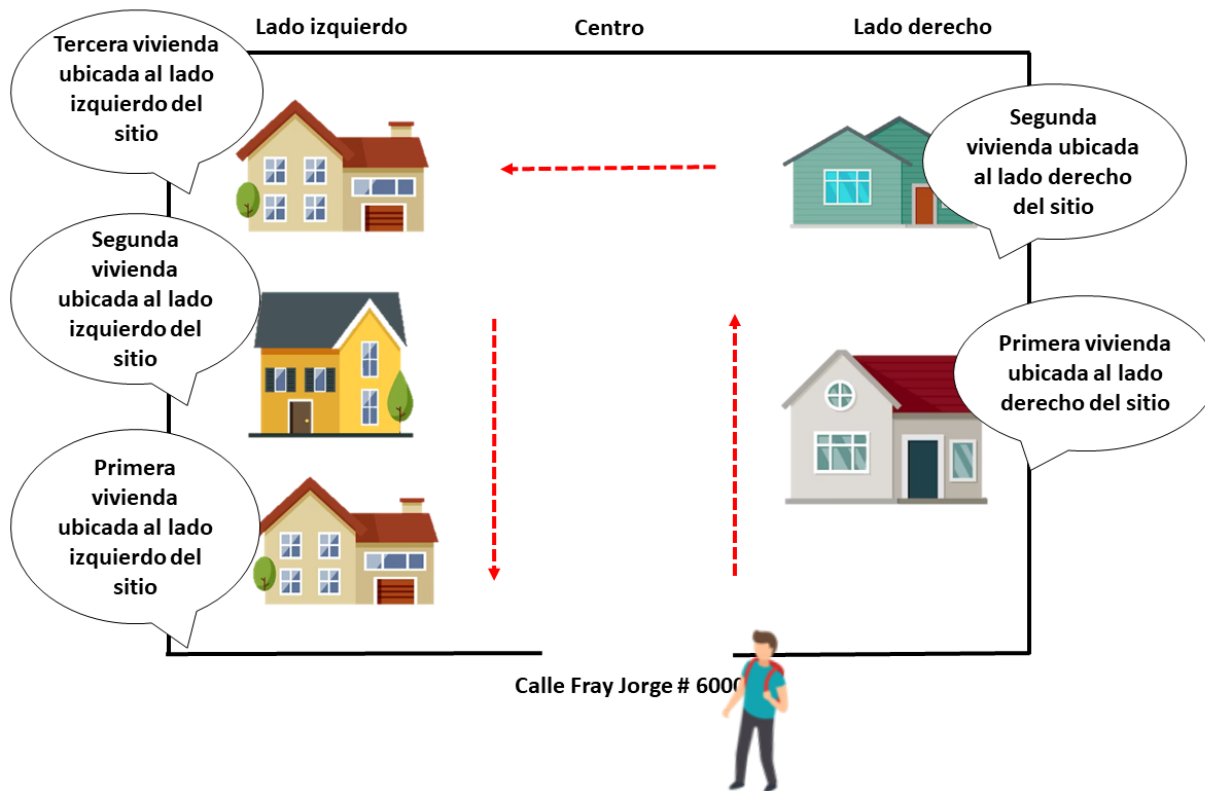 Lado izquierdo
Centro
Lado derecho
Tercera vivienda
ubicada al lado
izquierdo del
sitio
Segunda
vivienda ubicada
al lado derecho
del sitio
Segunda
vivienda
ubicada al lado
izquierdo del
sitio
Primera vivienda
ubicada al lado
derecho del sitio
Primera
vivienda
ubicada al lado
izquierdo del
sitio
Calle Fray Jorge # 6000